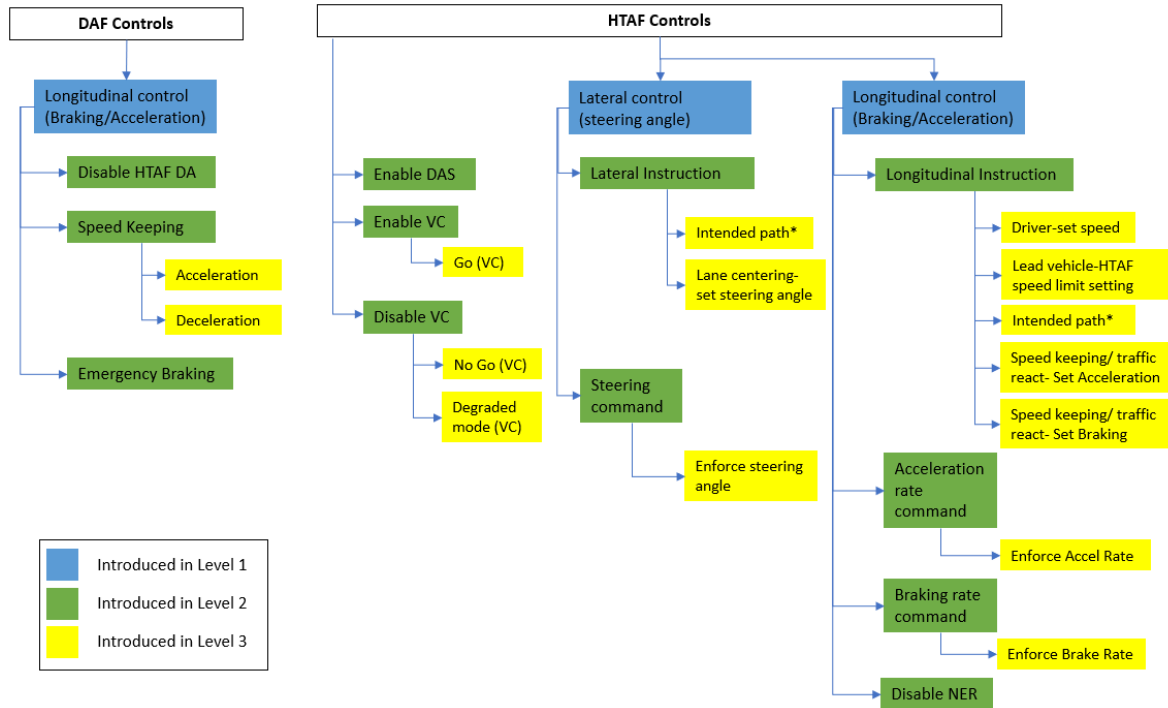 DAF Controls
Longitudinal control
(Braking/Acceleration)
Disable HTAF DA
Speed Keeping
Acceleration
Deceleration
Emergency Braking
HTAF Controls
Enable DAS
Enable VC
Go (VC)
Disable VC
No Go (VC)
Degraded
mode (VC)
Lateral control
(steering angle)
Lateral Instruction
Intended path*
Lane centering-
set steering angle
Steering
command
Enforce steering
angle
Longitudinal control
(Braking/Acceleration)
Longitudinal Instruction
Driver-set speed
Lead vehicle-HTAF
speed limit setting
Intended path*
Speed keeping/ traffic
react- Set Acceleration
Speed keeping/ traffic
react- Set Braking
Acceleration
rate
command
Enforce Accel Rate
Braking rate
command
Enforce Brake Rate
Disable NER
Introduced in Level 1
Introduced in Level 2
Introduced in Level 3